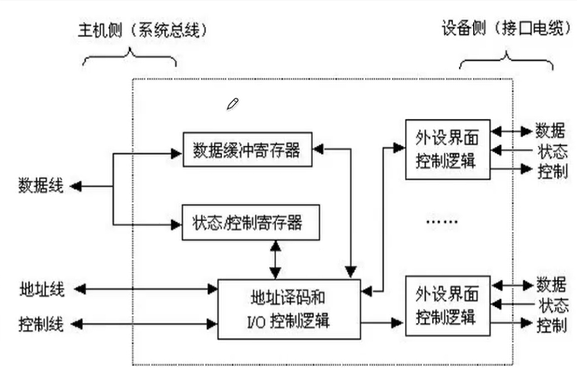 主机侧（系统总线）
设备侧（接口电缆）
数据缓冲寄存器
外设界面
控制逻辑
数据
状态
控制
数据线
状态/控制寄存器
……
地址线
控制线
地址译码和
I/O 控制逻辑
外设界面
控制逻辑
数据
状态
控制